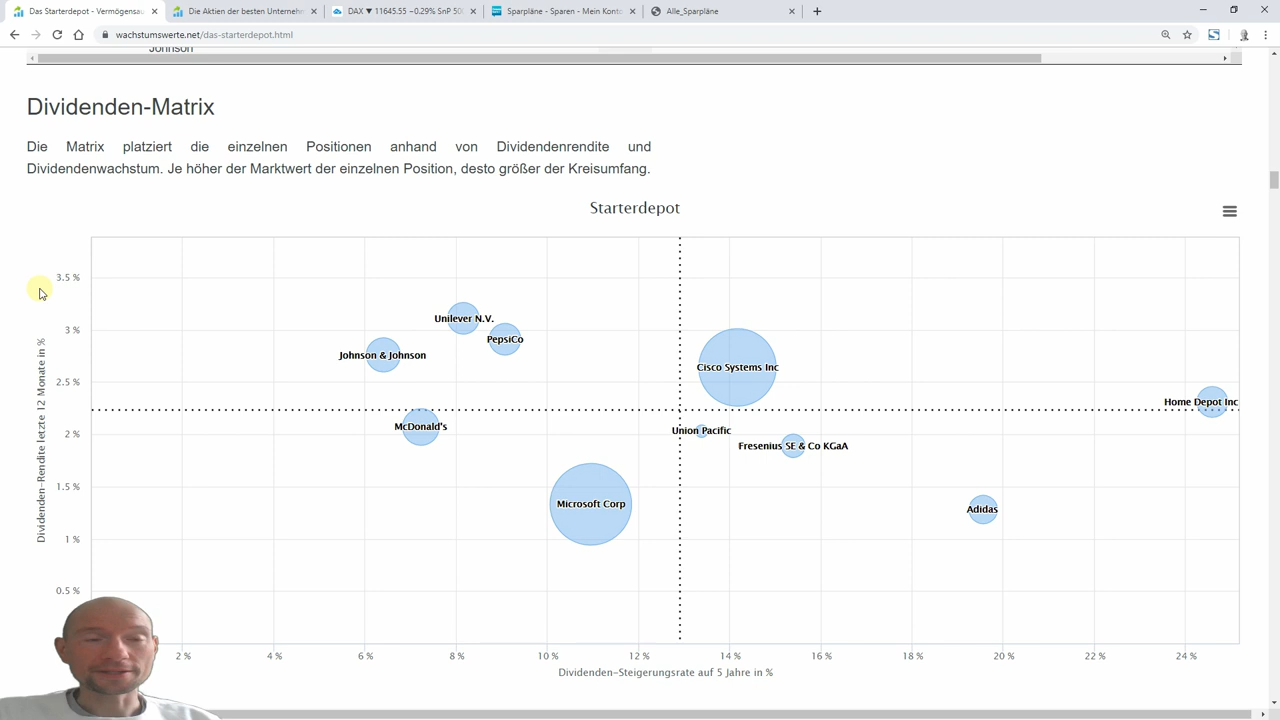 Das Starterdepot - Vermögensau
Die Aktien der besten Unternehm
DAX ▼ 11645.55 −0.29% SnP 500
Sparpläne - Sparen - Mein Konto
Alle_Sparpläne
wachstumswerte.net/das-starterdepot.html
Johnson
Dividenden-Matrix
Die Matrix platziert die einzelnen Positionen anhand von Dividendenrendite und
Dividendenwachstum. Je höher der Marktwert der einzelnen Position, desto größer der Kreisumfang.
Starterdepot
Dividenden-Rendite letzte 12 Monate in %
3.5 %
3 %
2.5 %
2 %
1.5 %
1 %
0.5 %
Unilever N.V.
PepsiCo
Johnson & Johnson
Cisco Systems Inc
Home Depot Inc
McDonald's
Union Pacific
Fresenius SE & Co KGaA
Microsoft Corp
Adidas
2 %
4 %
6 %
8 %
10 %
12 %
14 %
16 %
18 %
20 %
22 %
24 %
Dividenden-Steigerungsrate auf 5 Jahre in %